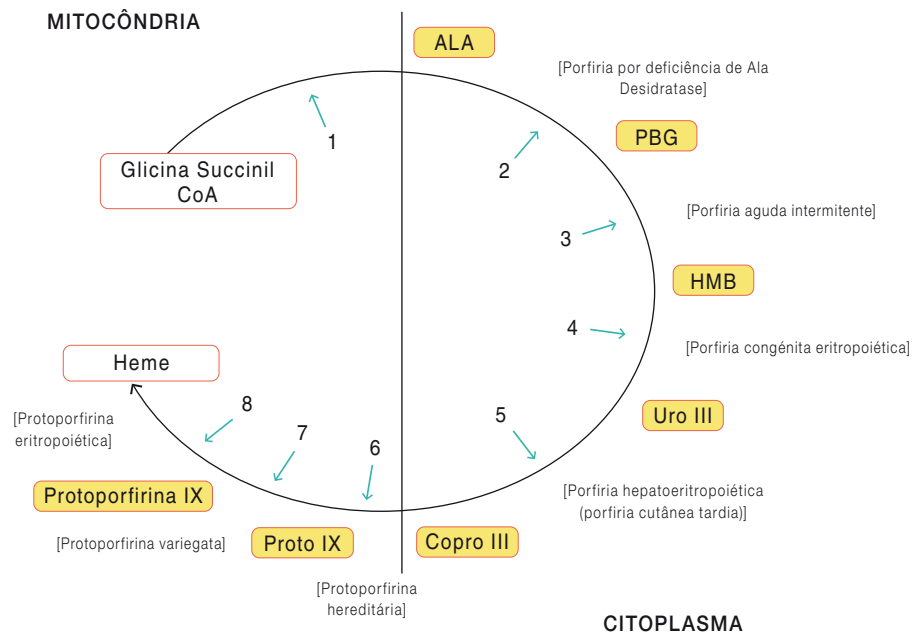 MITOCÔNDRIA
ALA
[Porfiria por deficiência de Ala
Desidratase]
PBG
1
2
Glicina Succinil
CoA
[Porfiria aguda intermitente]
3
HMB
4
[Porfiria congénita eritropoiética]
Heme
8
5
Uro III
[Protoporfirina
eritropoiética]
7
6
Protoporfirina IX
[Porfiria hepatoeritropoiética
(porfiria cutânea tardia)]
[Protoporfirina variegata]
Proto IX
Copro III
[Protoporfirina
hereditária]
CITOPLASMA